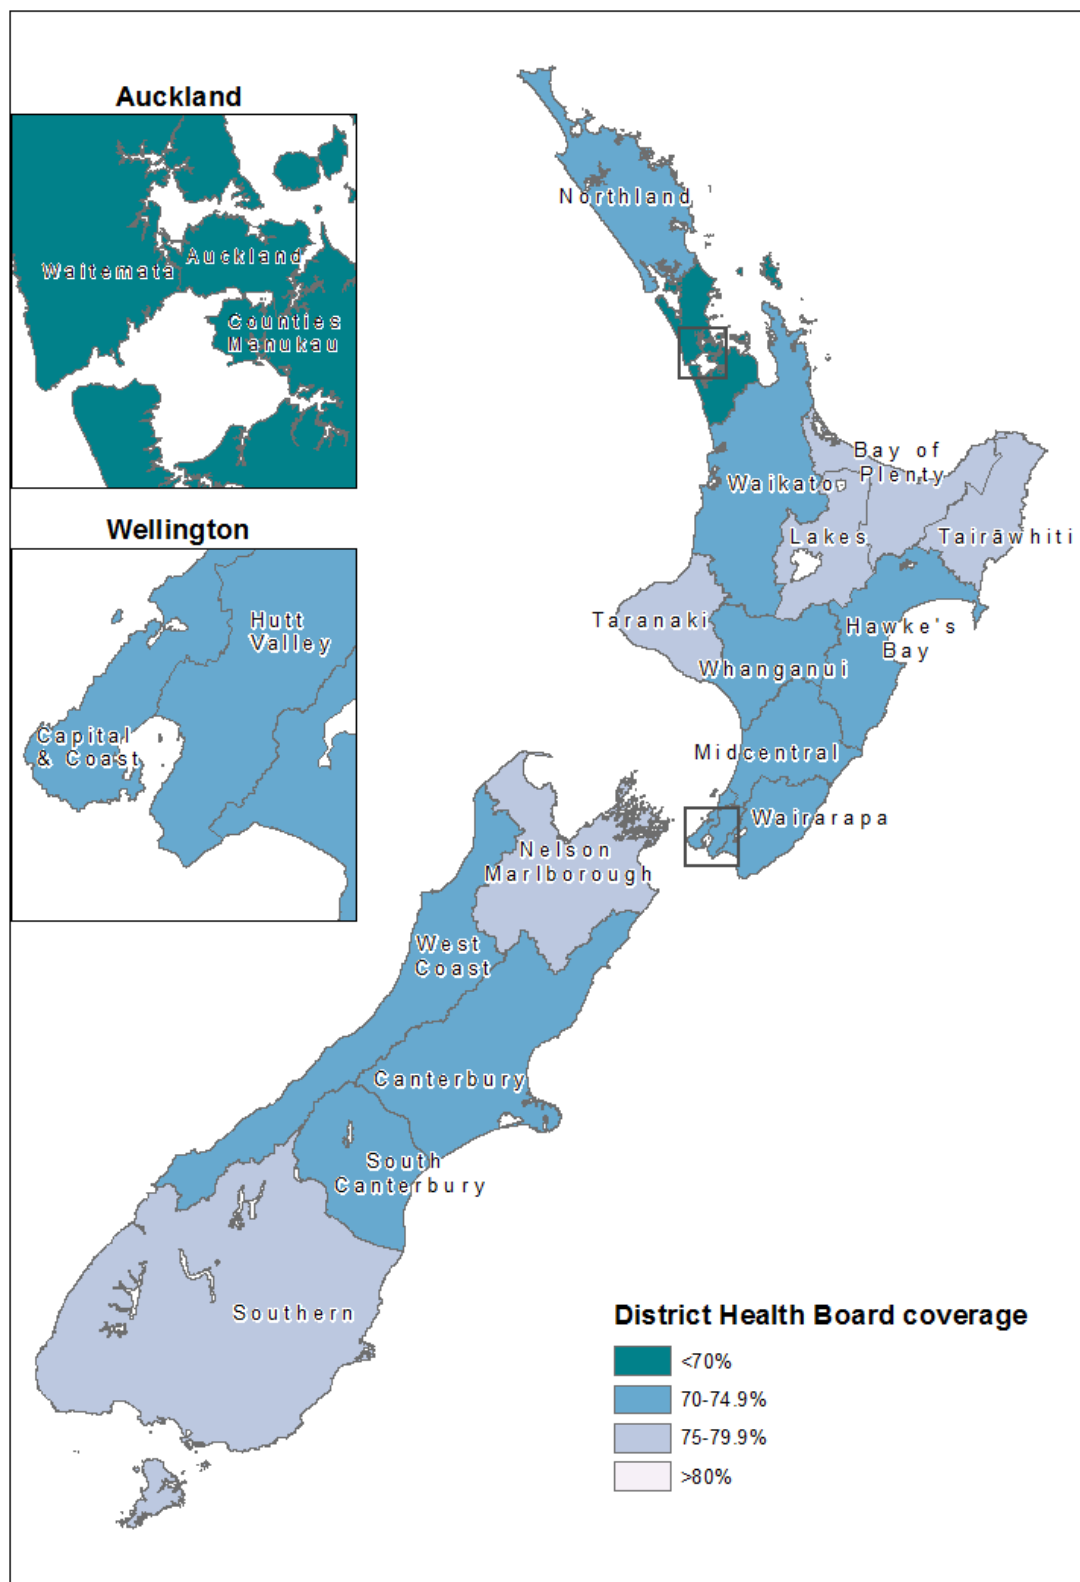 Auckland
Waitemata
Auckland
Counties
Manukau
Wellington
Hutt
Valley
Capital
& Coast
Northland
Waikato
Bay of
Plenty
Lakes
Tairāwhiti
Taranaki
Hawke's
Bay
Whanganui
Midcentral
Wairarapa
Nelson
Marlborough
West
Coast
Canterbury
South
Canterbury
Southern
District Health Board coverage
<70%
70-74.9%
75-79.9%
>80%